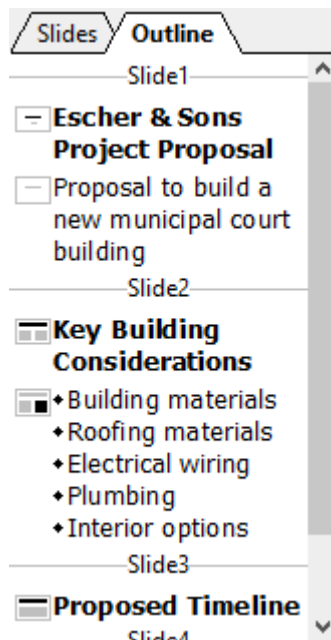 Slides Outline
Slide1
Escher & Sons
Project Proposal
Proposal to build a
new municipal court
building
Slide2
Key Building
Considerations
Building materials
Roofing materials
Electrical wiring
Plumbing
Interior options
Slide3
Proposed Timeline
Slide4